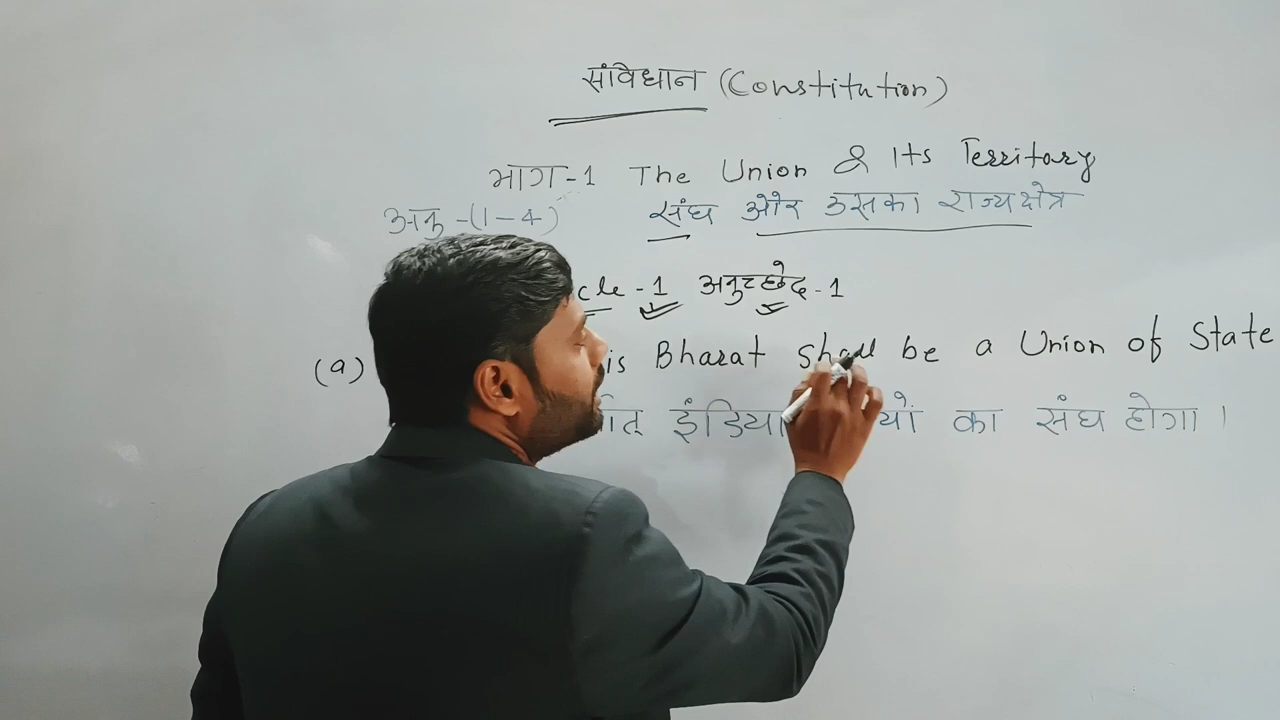 संविधान (Constitution)
भाग-1 The Union & Its Territory
अनु-(1-4) संघ और उसका राज्यक्षेत्र
cle-1 अनुच्छेद-1
(a) is Bharat Shall be a Union of State
इंडिया यों का संघ होगा।